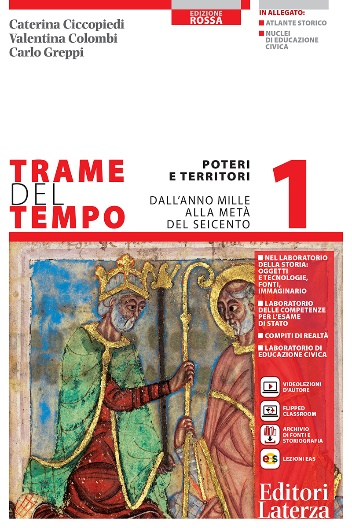 Caterina Ciccopiedi
Valentina Colombi
Carlo Greppi
EDIZIONE
ROSSA
IN ALLEGATO:
ATLANTE STORICO
NUCLEI
DI EDUCAZIONE
CIVICA
TRAME
DEL
TEMPO
POTERI
E TERRITORI
DALL'ANNO MILLE
ALLA METÀ
DEL SEICENTO
1
NEL LABORATORIO
DELLA STORIA:
OGGETTI
E TECNOLOGIE,
FONTI,
IMMAGINARIO
LABORATORIO
DELLE COMPETENZE
PER L'ESAME
DI STATO
COMPITI DI REALTÀ
LABORATORIO DI
EDUCAZIONE CIVICA
VIDEOLEZIONI
D'AUTORE
FLIPPED
CLASSROOM
ARCHIVIO
DI FONTI E
STORIOGRAFIA
eas
LEZIONI EAS
Editori
Laterza